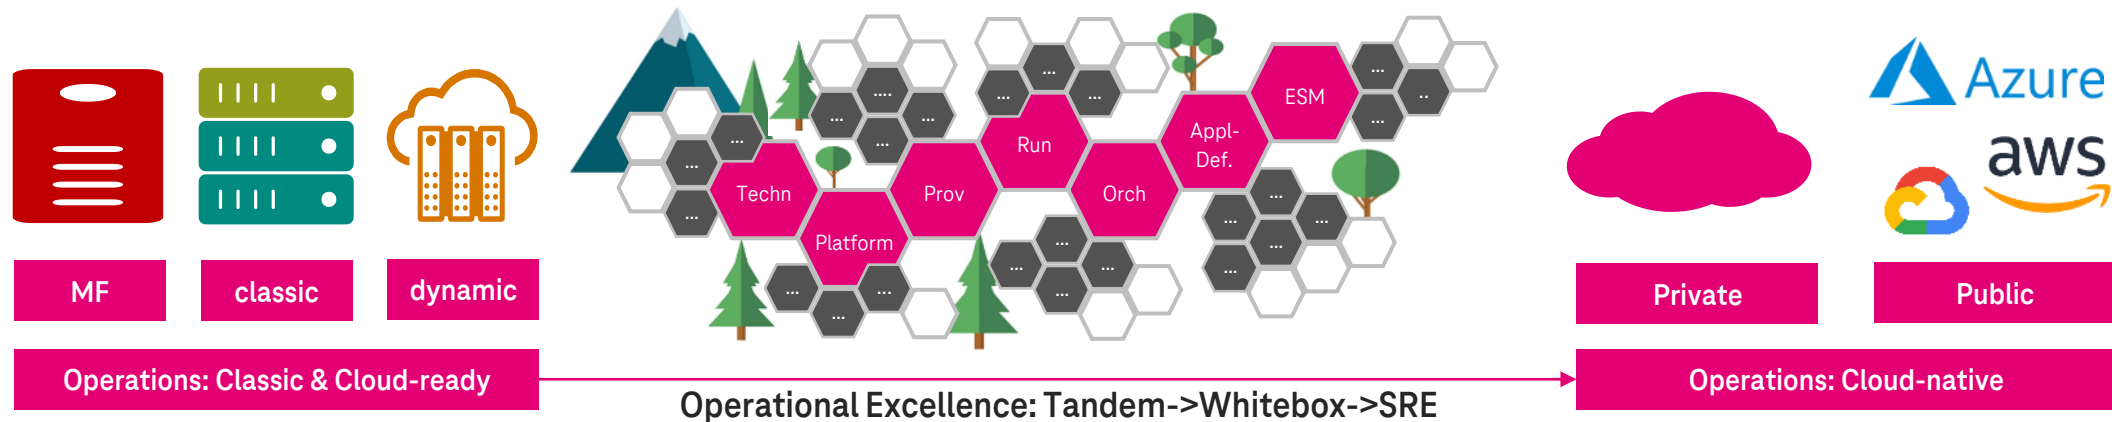 MF
classic
dynamic
Operations: Classic & Cloud-ready
...
...
...
Techn
...
...
...
Platform
....
...
...
...
Prov
...
...
...
Run
...
...
...
...
Orch
Appl-
Def.
...
...
...
...
...
ESM
...
..
...
Operational Excellence: Tandem->Whitebox->SRE
Private
Azure
aws
Public
Operations: Cloud-native